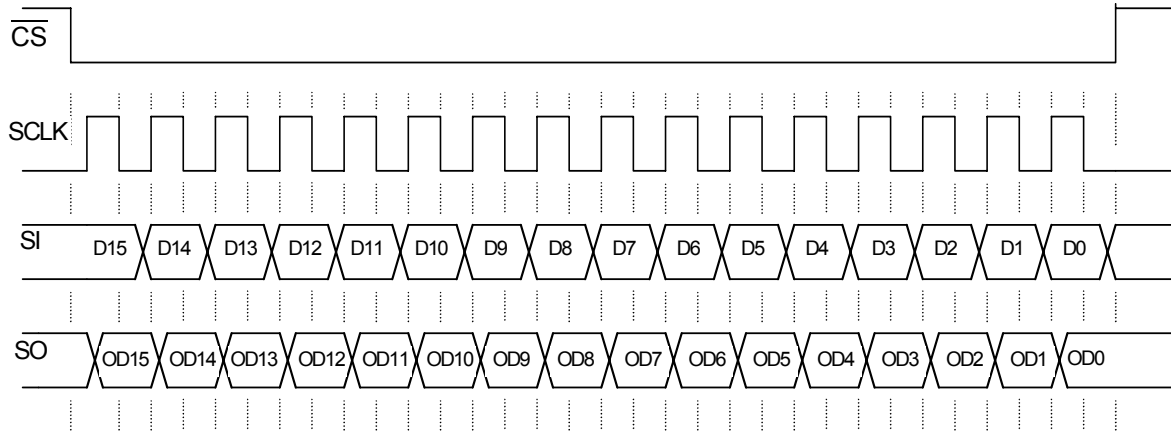 CS
SCLK
SI D15 D14 D13 D12 D11 D10 D9 D8 D7 D6 D5 D4 D3 D2 D1 D0
SO OD15 OD14 OD13 OD12 OD11 OD10 OD9 OD8 OD7 OD6 OD5 OD4 OD3 OD2 OD1 OD0